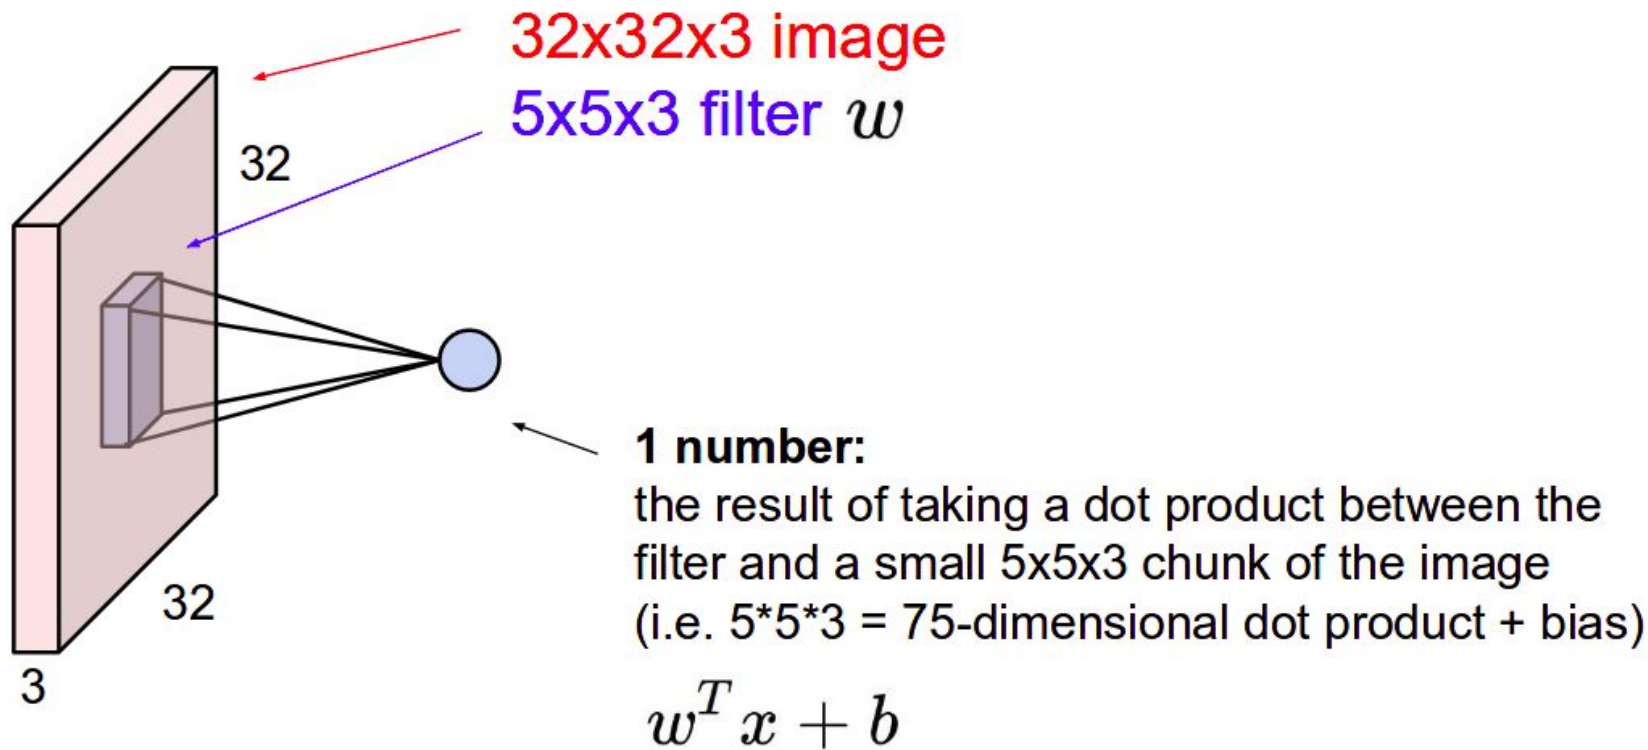 32x32x3 image
5x5x3 filter w
32
32
3
1 number:
the result of taking a dot product between the
filter and a small 5x5x3 chunk of the image
(i.e. 5*5*3 = 75-dimensional dot product + bias)
w^T x + b